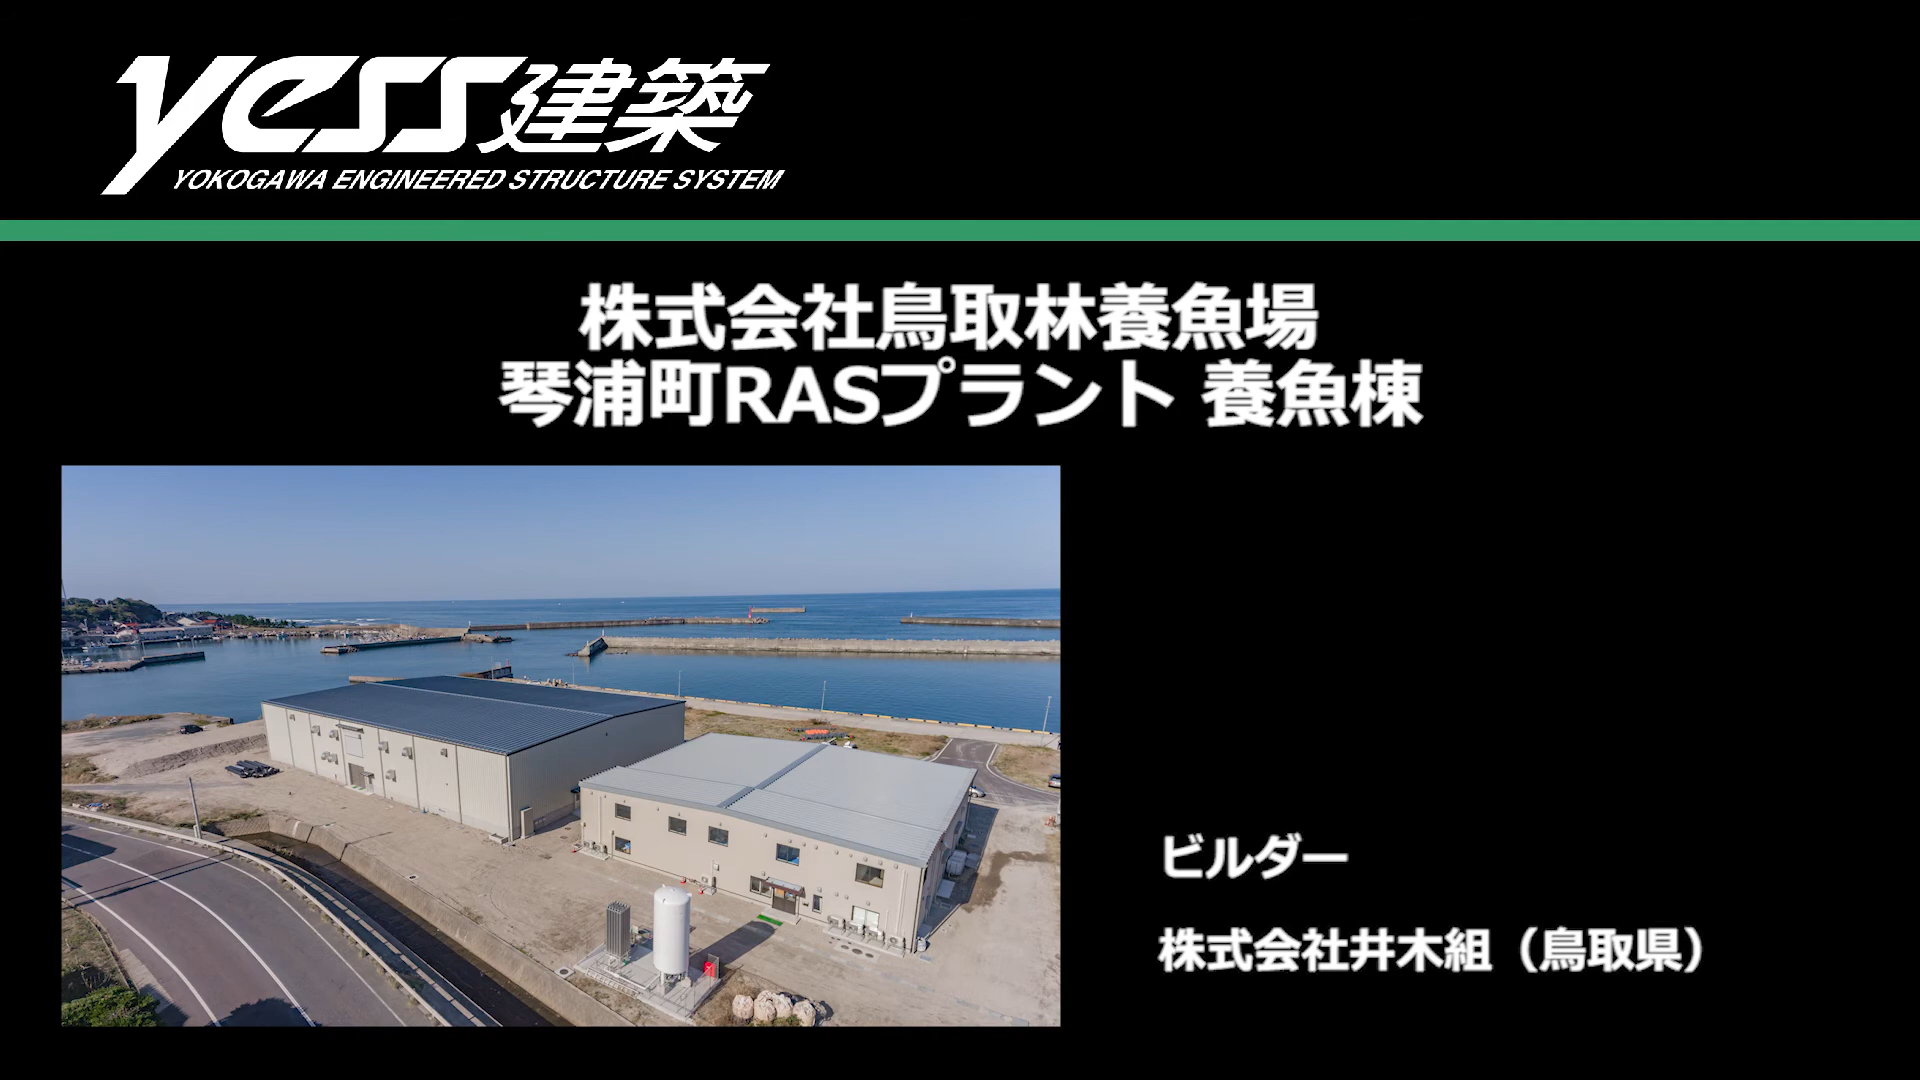 yess建築
YOKOGAWA ENGINEERED STRUCTURE SYSTEM
株式会社鳥取林養魚場
琴浦町RASプラント 養魚棟
ビルダー
株式会社井木組（鳥取県）